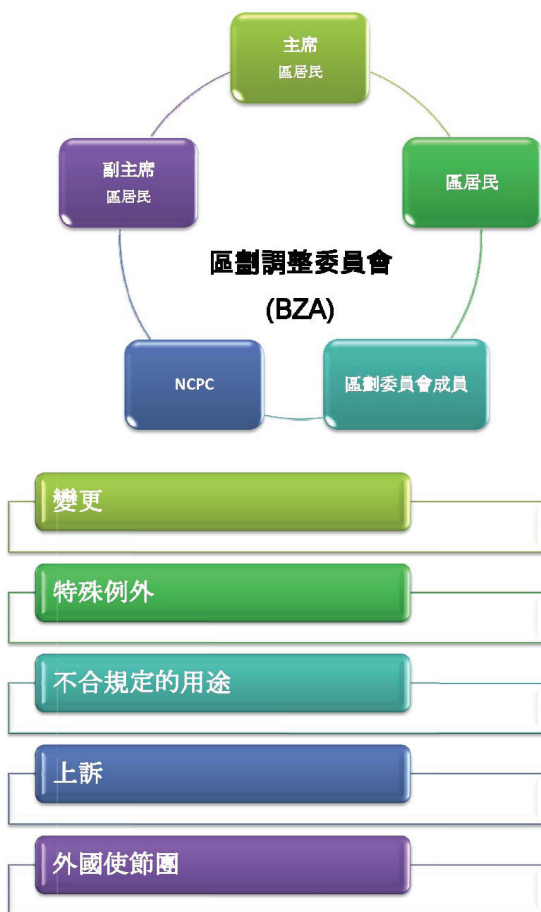 主席
區居民
副主席
區居民
區居民
區劃調整委員會
(BZA)
NCPC
區劃委員會成員
變更
特殊例外
不合規定的用途
上訴
外國使節團